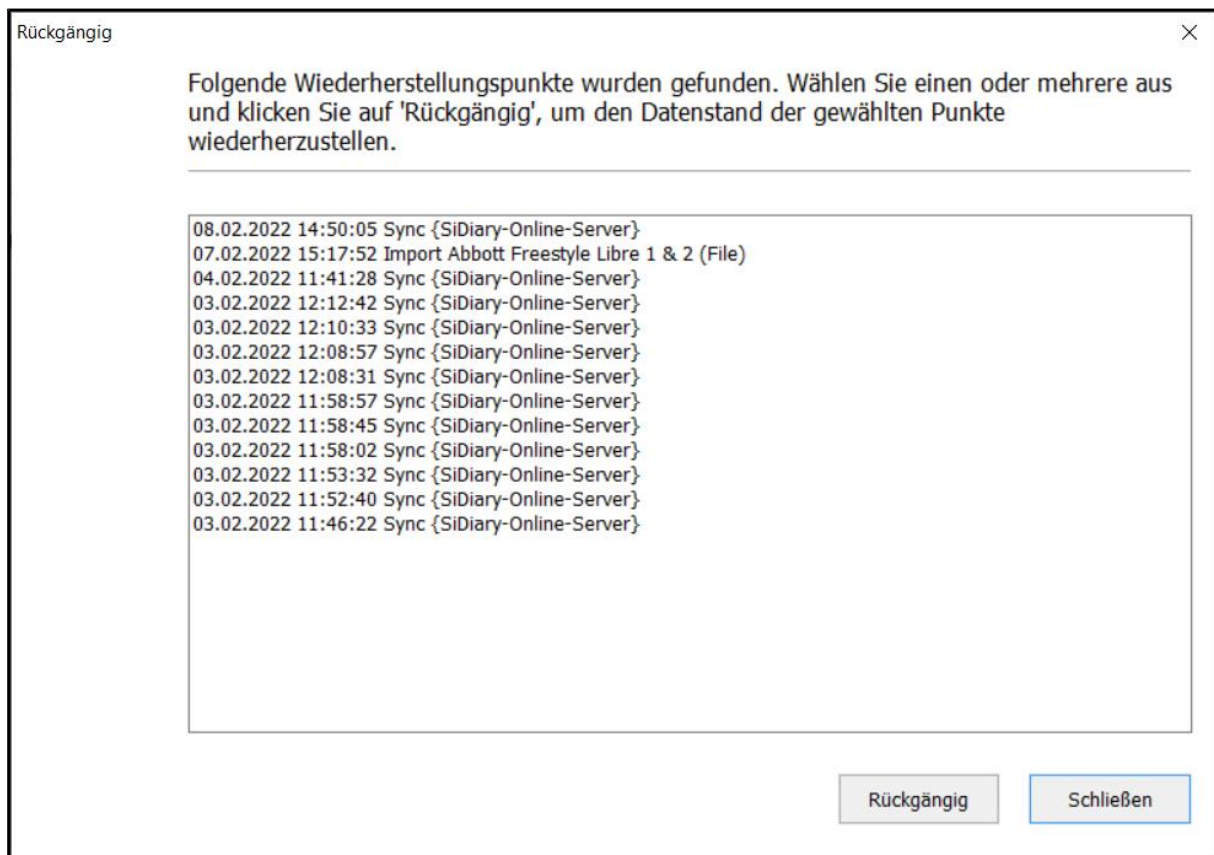 Rückgängig
Folgende Wiederherstellungspunkte wurden gefunden. Wählen Sie einen oder mehrere aus
und klicken Sie auf 'Rückgängig', um den Datenstand der gewählten Punkte
wiederherzustellen.
08.02.2022 14:50:05 Sync {SiDiary-Online-Server}
07.02.2022 15:17:52 Import Abbott Freestyle Libre 1 & 2 (File)
04.02.2022 11:41:28 Sync {SiDiary-Online-Server}
03.02.2022 12:12:42 Sync {SiDiary-Online-Server}
03.02.2022 12:10:33 Sync {SiDiary-Online-Server}
03.02.2022 12:08:57 Sync {SiDiary-Online-Server}
03.02.2022 12:08:31 Sync {SiDiary-Online-Server}
03.02.2022 11:58:57 Sync {SiDiary-Online-Server}
03.02.2022 11:58:45 Sync {SiDiary-Online-Server}
03.02.2022 11:58:02 Sync {SiDiary-Online-Server}
03.02.2022 11:53:32 Sync {SiDiary-Online-Server}
03.02.2022 11:52:40 Sync {SiDiary-Online-Server}
03.02.2022 11:46:22 Sync {SiDiary-Online-Server}
Rückgängig
Schließen